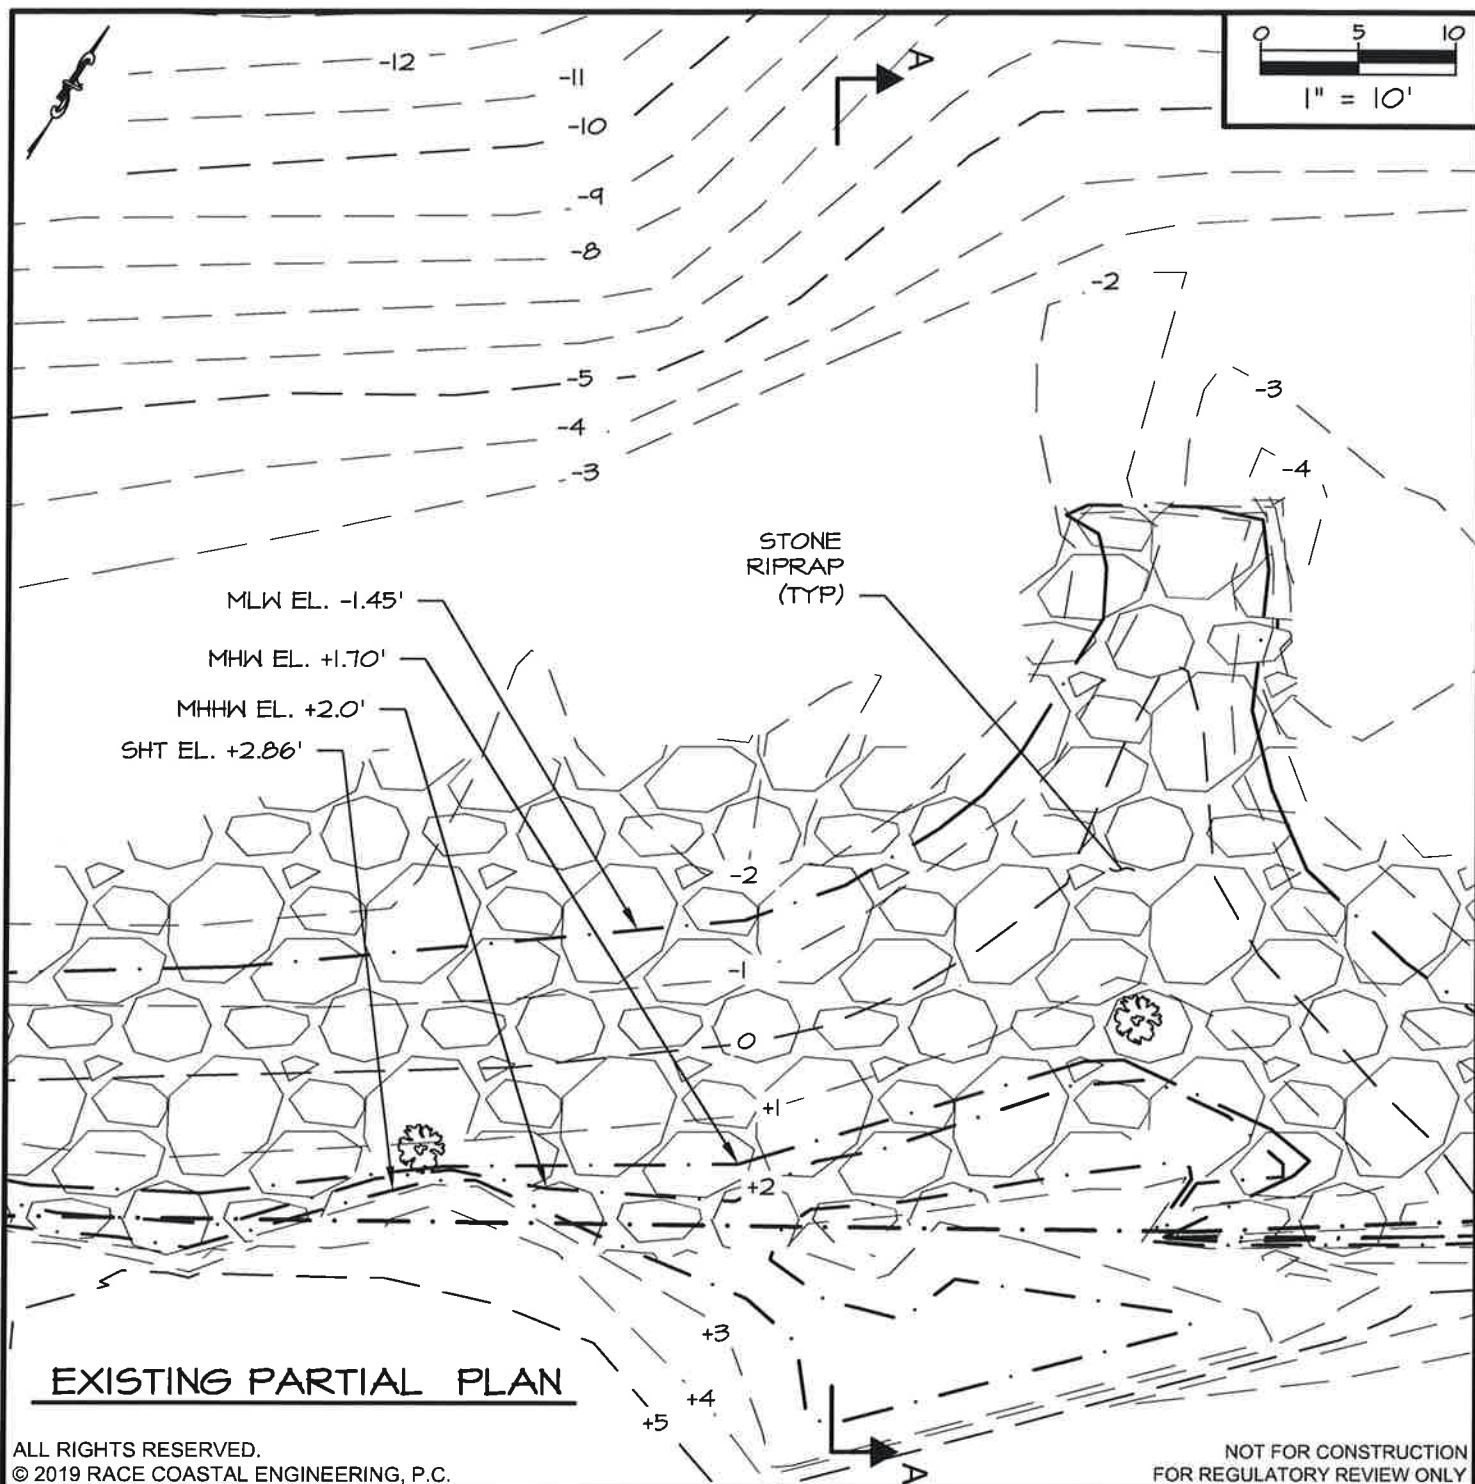 0 5 10
1" = 10'
A
-12
-11
-10
-9
-8
-5
-4
-3
-2
-3
-4
STONE
RIPRAP
(TYP)
MLW EL. -1.45'
MHW EL. +1.70'
MHHW EL. +2.0'
SHT EL. +2.86'
-2
-1
0
+1
+2
+3
+4
+5
EXISTING PARTIAL PLAN
A
ALL RIGHTS RESERVED.
© 2019 RACE COASTAL ENGINEERING, P.C.
NOT FOR CONSTRUCTION
FOR REGULATORY REVIEW ONLY